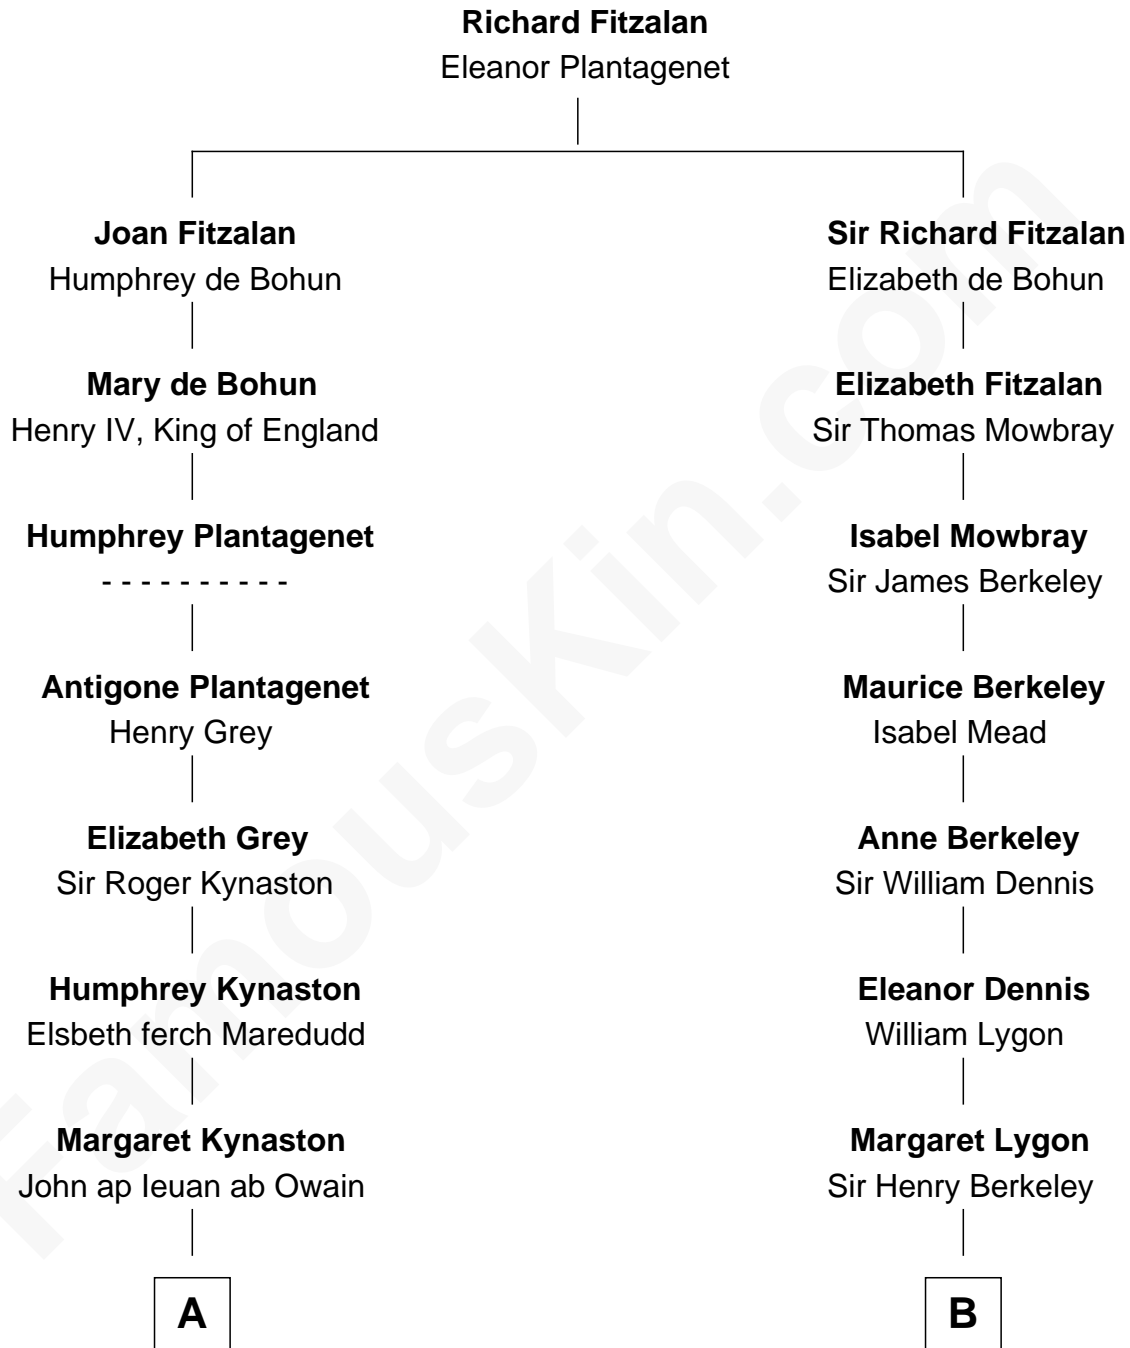 Richard Fitzalan
Eleanor Plantagenet
Joan Fitzalan
Humphrey de Bohun
Sir Richard Fitzalan
Elizabeth de Bohun
Mary de Bohun
Henry IV, King of England
Elizabeth Fitzalan
Sir Thomas Mowbray
Humphrey Plantagenet
- - - - - - - - - -
Isabel Mowbray
Sir James Berkeley
Antigone Plantagenet
Henry Grey
Maurice Berkeley
Isabel Mead
Elizabeth Grey
Sir Roger Kynaston
Anne Berkeley
Sir William Dennis
Humphrey Kynaston
Elsbeth ferch Maredudd
Eleanor Dennis
William Lygon
Margaret Kynaston
John ap Ieuan ab Owain
Margaret Lygon
Sir Henry Berkeley
A
B
FamousKin.com